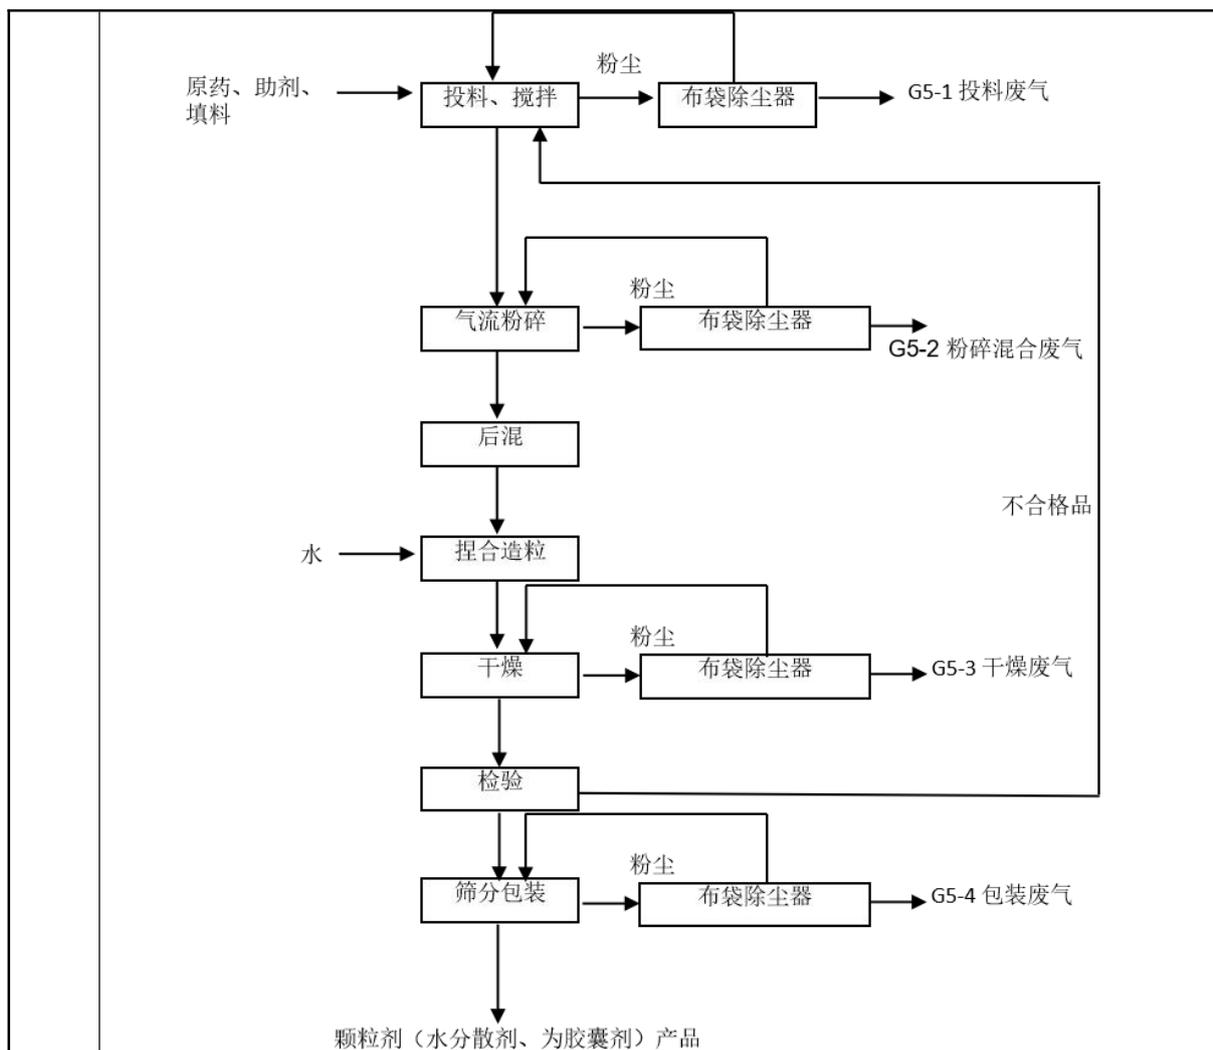 粉尘
原药、助剂、
填料
投料、搅拌
布袋除尘器
G5-1 投料废气
粉尘
气流粉碎
布袋除尘器
G5-2 粉碎混合废气
后混
不合格品
水
捏合造粒
粉尘
干燥
布袋除尘器
G5-3 干燥废气
检验
粉尘
筛分包装
布袋除尘器
G5-4 包装废气
颗粒剂（水分散剂、为胶囊剂）产品